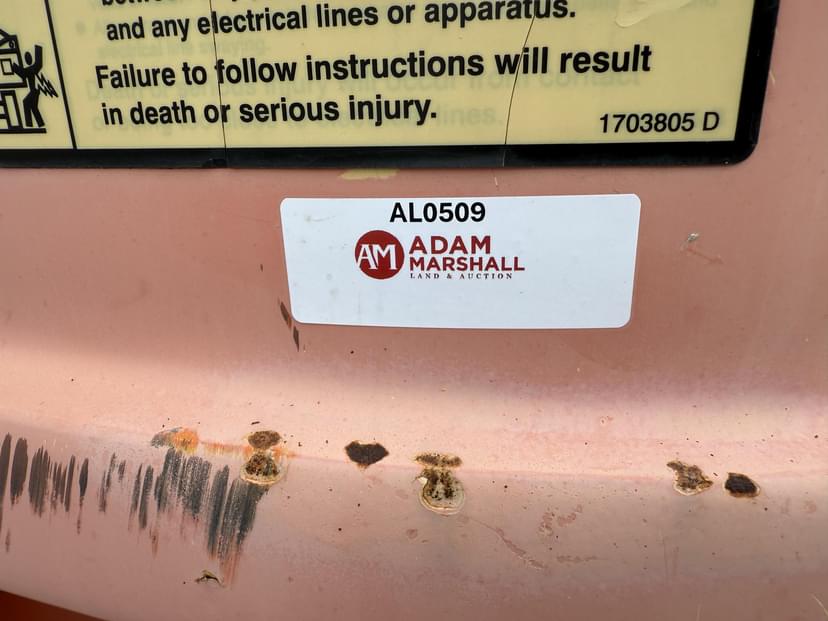 and any electrical lines or apparatus.
Failure to follow instructions will result
in death or serious injury.
1703805 D
AL0509
AM
ADAM
MARSHALL
LAND & AUCTION